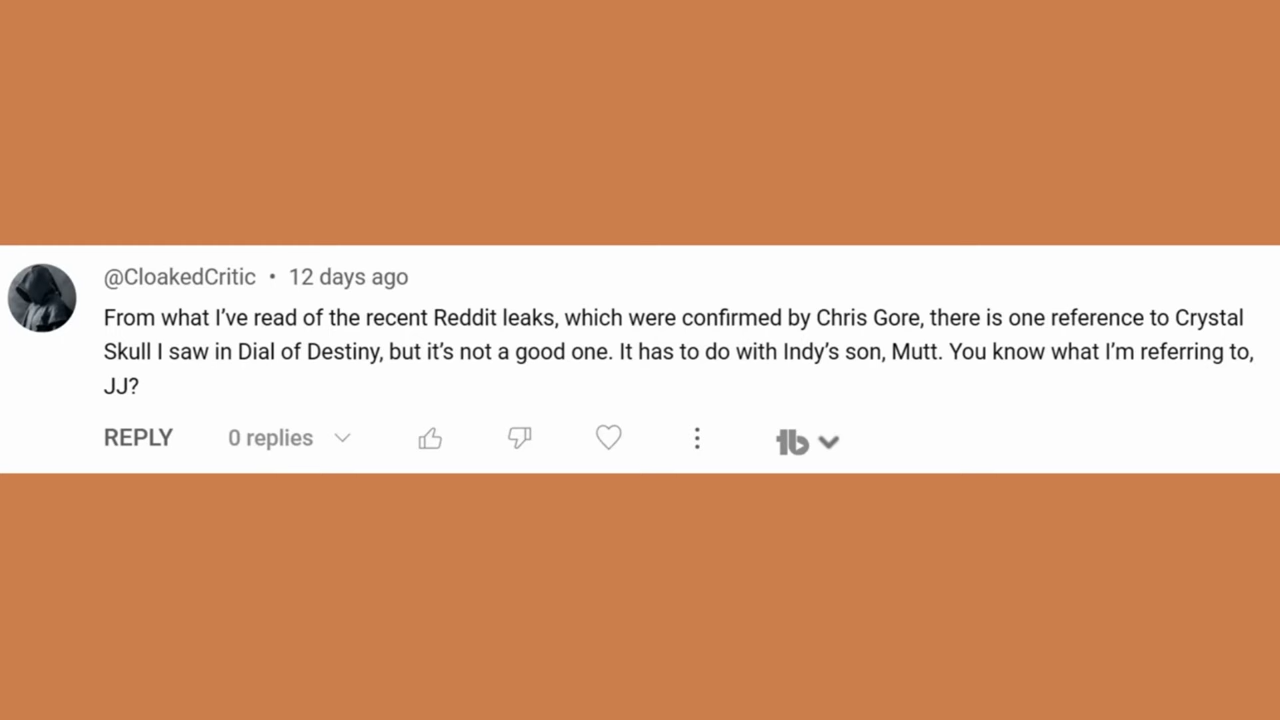 @CloakedCritic • 12 days ago
From what I’ve read of the recent Reddit leaks, which were confirmed by Chris Gore, there is one reference to Crystal
Skull I saw in Dial of Destiny, but it’s not a good one. It has to do with Indy’s son, Mutt. You know what I’m referring to,
JJ?
REPLY 0 replies tb